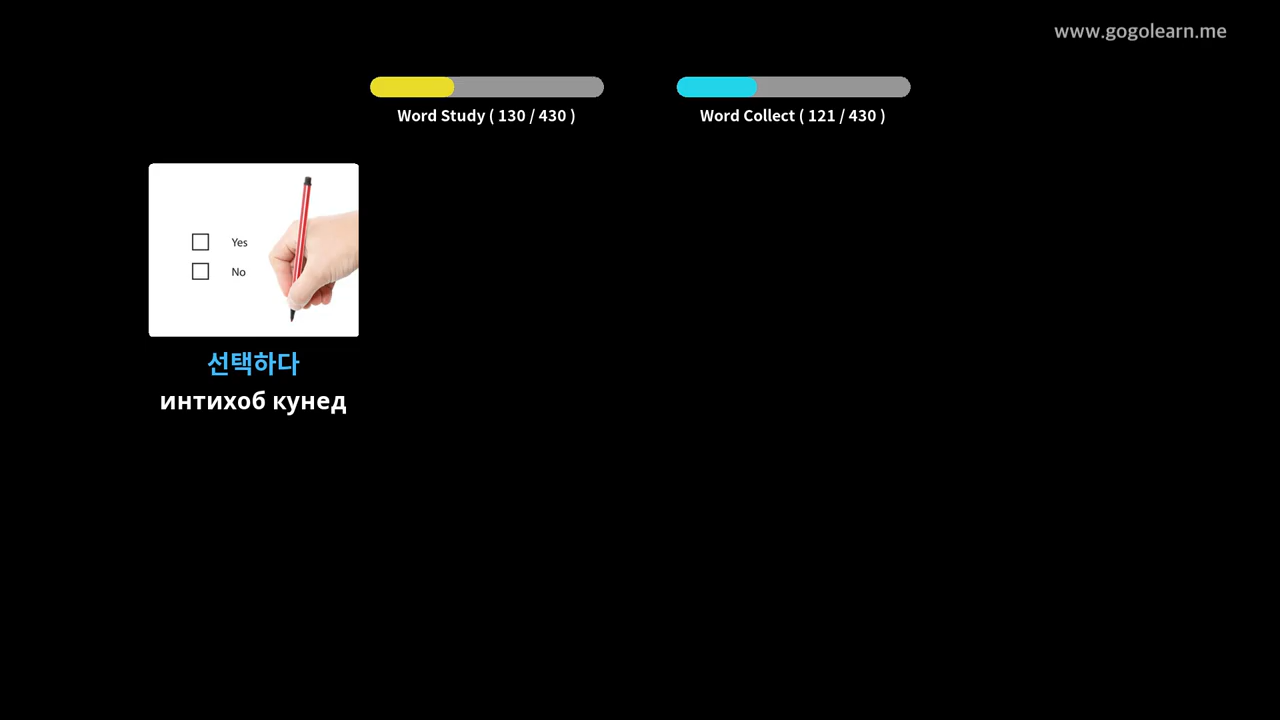 www.gogolearn.me
Word Study ( 130 / 430 )
Word Collect ( 121 / 430 )
Yes
No
선택하다
интихоб кунед